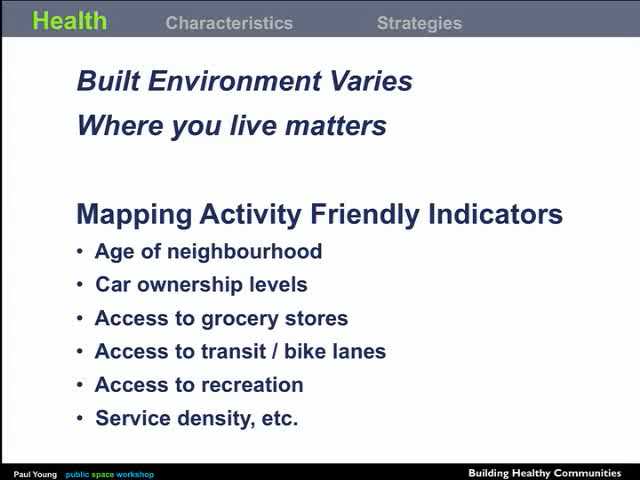 Health Characteristics Strategies
Built Environment Varies
Where you live matters
Mapping Activity Friendly Indicators
• Age of neighbourhood
• Car ownership levels
• Access to grocery stores
• Access to transit / bike lanes
• Access to recreation
• Service density, etc.
Paul Young public space workshop Building Healthy Communities